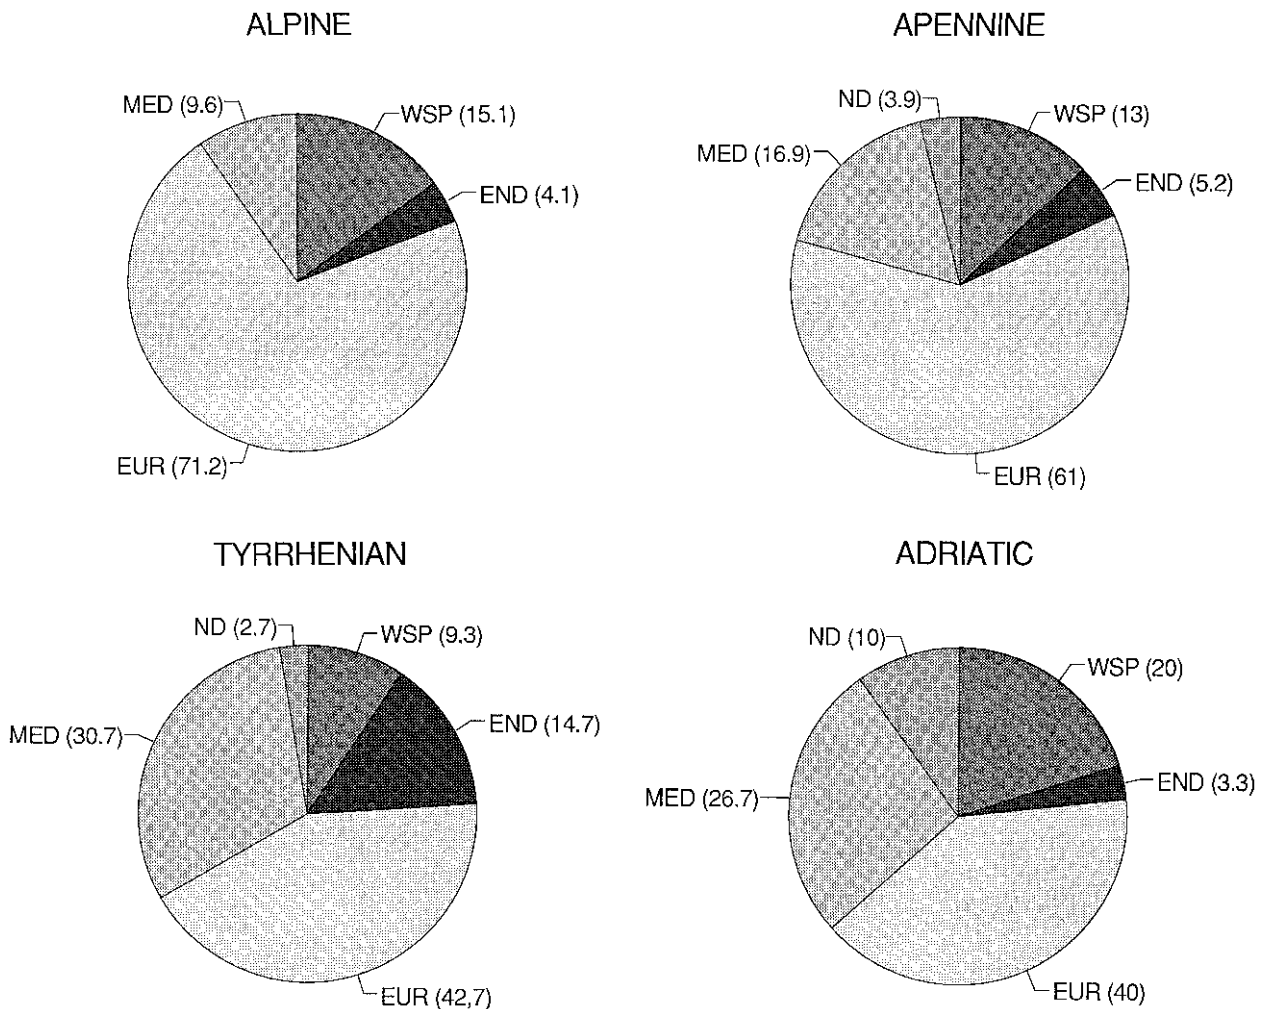 ALPINE
MED (9.6)
WSP (15.1)
END (4.1)
EUR (71.2)
APENNINE
ND (3.9)
WSP (13)
MED (16.9)
END (5.2)
EUR (61)
TYRRHENIAN
ND (2.7)
WSP (9.3)
END (14.7)
MED (30.7)
EUR (42,7)
ADRIATIC
ND (10)
WSP (20)
END (3.3)
MED (26.7)
EUR (40)